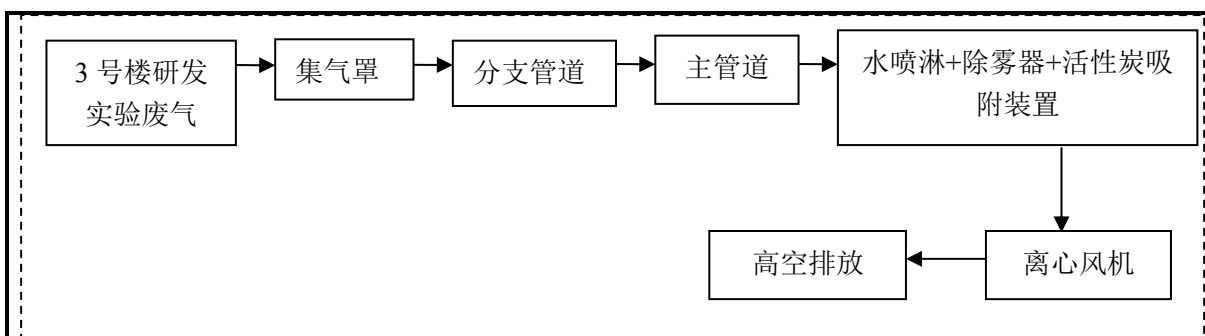 3 号楼研发
实验废气
集气罩
分支管道
主管道
水喷淋+除雾器+活性炭吸
附装置
高空排放
离心风机